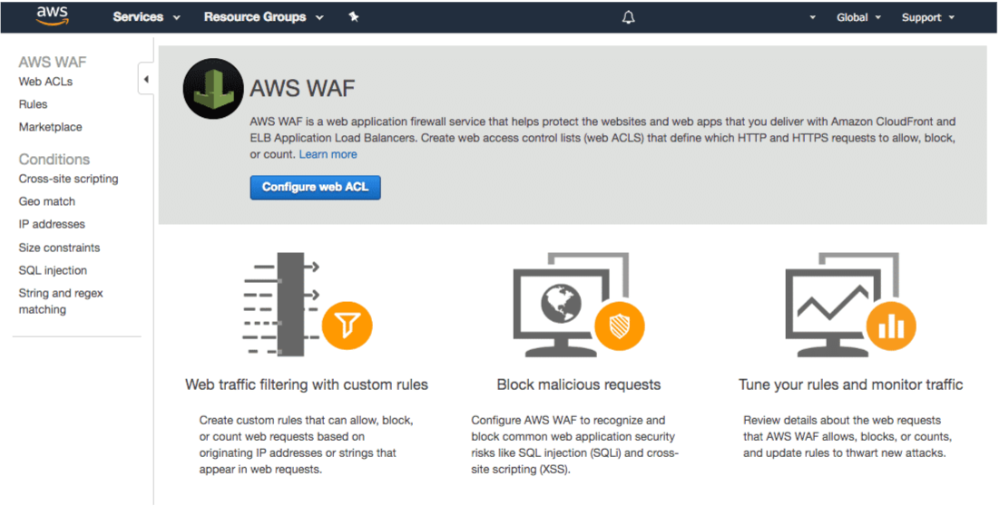 aws
Services
Resource Groups
Global
Support
AWS WAF
Web ACLs
Rules
Marketplace
Conditions
Cross-site scripting
Geo match
IP addresses
Size constraints
SQL injection
String and regex
matching
AWS WAF
AWS WAF is a web application firewall service that helps protect the websites and web apps that you deliver with Amazon CloudFront and
ELB Application Load Balancers. Create web access control lists (web ACLS) that define which HTTP and HTTPS requests to allow, block,
or count. Learn more
Configure web ACL
Web traffic filtering with custom rules
Create custom rules that can allow, block,
or count web requests based on
originating IP addresses or strings that
appear in web requests.
Block malicious requests
Configure AWS WAF to recognize and
block common web application security
risks like SQL injection (SQLi) and cross-
site scripting (XSS).
Tune your rules and monitor traffic
Review details about the web requests
that AWS WAF allows, blocks, or counts,
and update rules to thwart new attacks.